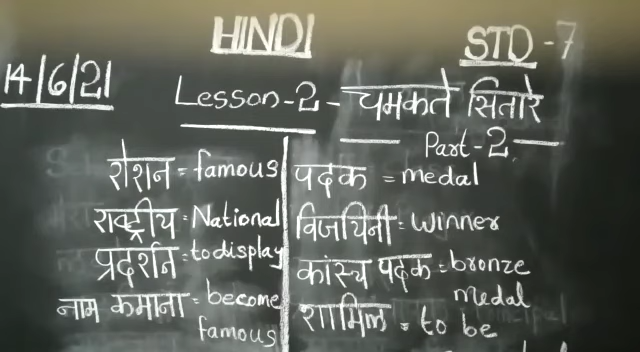 HINDI
STD - 7
14/6/21
Lesson-2 - चमकते सितारे
Part-2
रोशन = famous
राष्ट्रीय = National
प्रदर्शन = to display
नाम कमाना = become
famous
पदक = medal
विजयिनी = winner
कांस्य पदक = bronze
medal
शामिल = to be